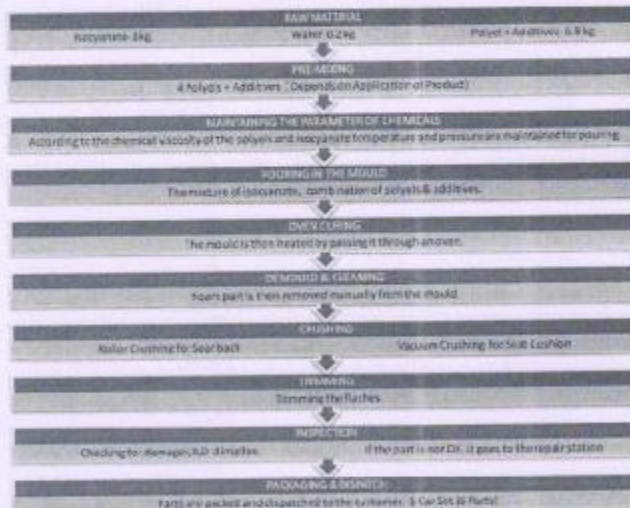 RAW MATERIAL
Isocyanate 3kg Water 0.2kg Polyol + Additives 6.8kg
PRE-MIXING
4 Polyols + Additives (Depends on Application of Product)
MAINTAINING THE PARAMETER OF CHEMICALS
According to the chemical viscosity of the polyols and isocyanate temperature and pressure are maintained for pouring
POURING IN THE MOULD
The mixture of isocyanate, combination of polyols & additives.
OVEN CURING
The mould is then heated by passing it through an oven.
DEMOULD & CLEANING
Foam part is then removed manually from the mould
CRUSHING
Roller Crushing for Seat back Vacuum Crushing for Seat Cushion
TRIMMING
Trimming the flashes
INSPECTION
Checking for damages, If the part is not OK, it goes to the repair station
PACKAGING & DISPATCH
Parts are packed and dispatched to the customer. 1 Car Set (6 Parts)